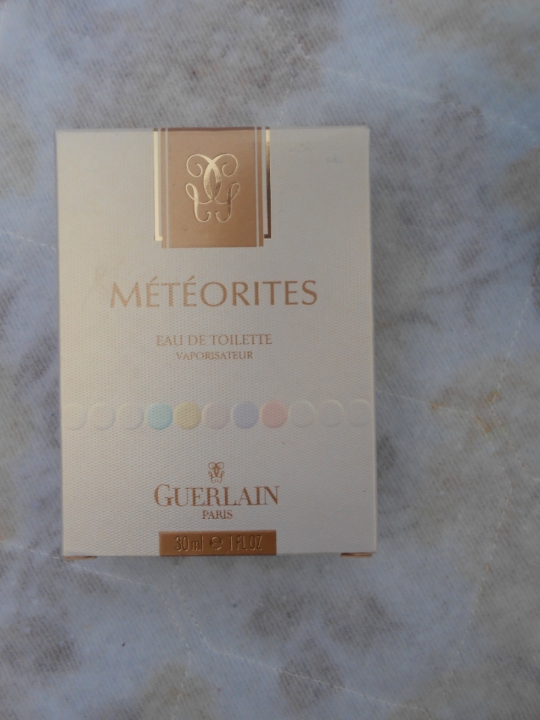 MÉTÉORITES
EAU DE TOILETTE
VAPORISATEUR
GUERLAIN
PARIS
30 ml ℮ 1 FL.OZ